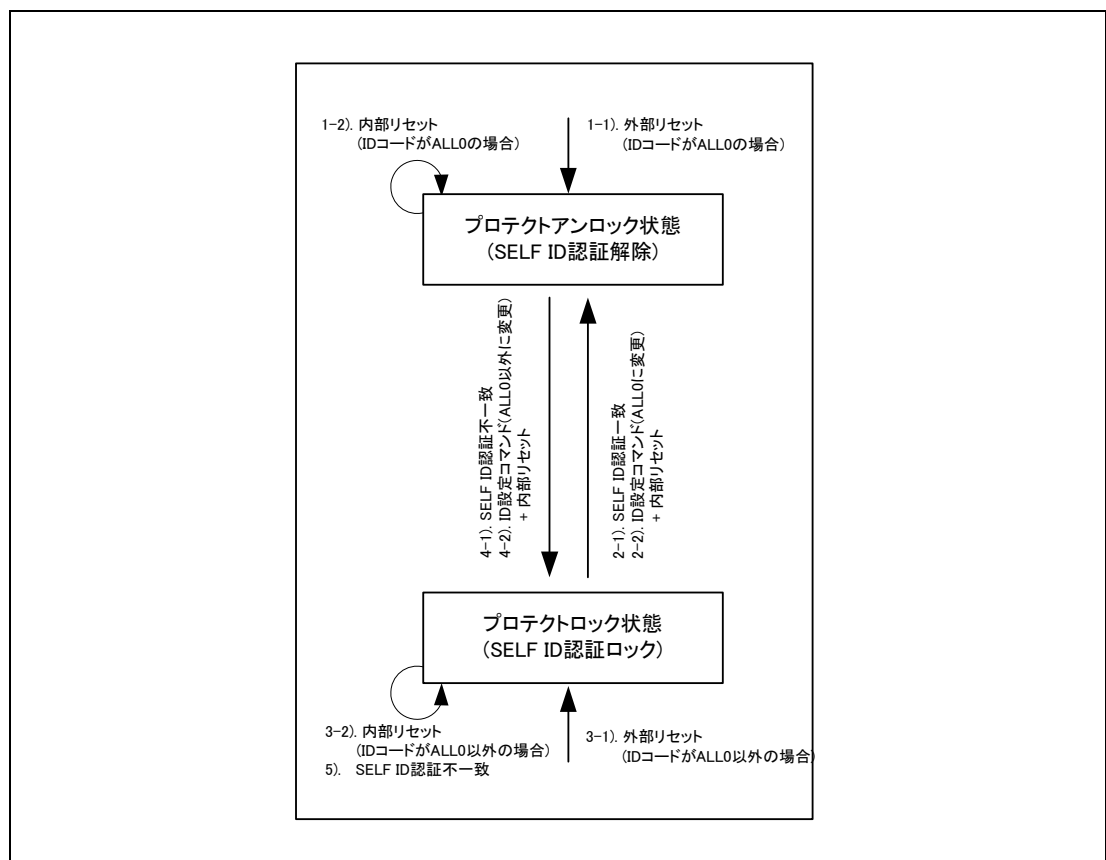 1-2). 内部リセット
(IDコードがALL0の場合)
1-1). 外部リセット
(IDコードがALL0の場合)
プロテクトアンロック状態
(SELF ID認証解除)
4-1). SELF ID認証不一致
4-2). ID設定コマンド(ALL0以外に変更)
+ 内部リセット
2-1). SELF ID認証一致
2-2). ID設定コマンド(ALL0に変更)
+ 内部リセット
プロテクトロック状態
(SELF ID認証ロック)
3-2). 内部リセット
(IDコードがALL0以外の場合)
5). SELF ID認証不一致
3-1). 外部リセット
(IDコードがALL0以外の場合)